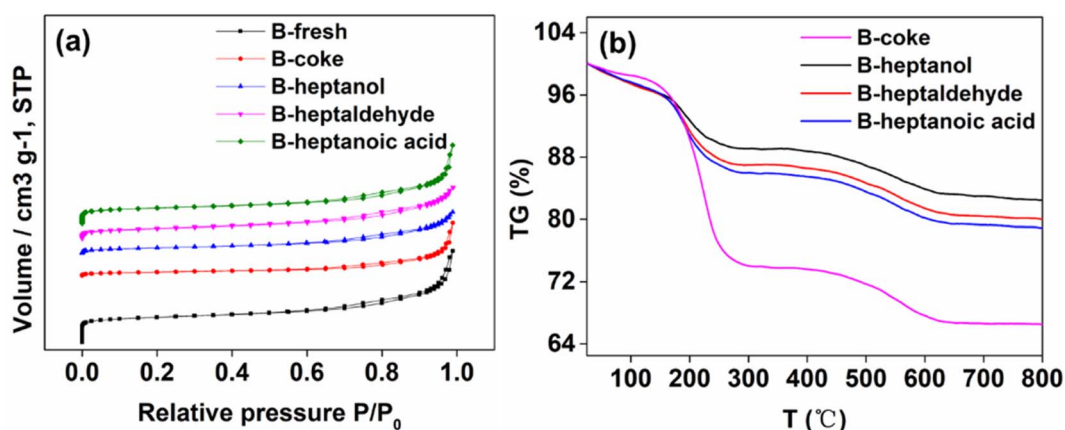 (a)
B-fresh
B-coke
B-heptanol
B-heptaldehyde
B-heptanoic acid
Volume / cm3 g-1, STP
0.0 0.2 0.4 0.6 0.8 1.0
Relative pressure P/P0
(b)
B-coke
B-heptanol
B-heptaldehyde
B-heptanoic acid
TG (%)
104
96
88
80
72
64
100 200 300 400 500 600 700 800
T (℃)